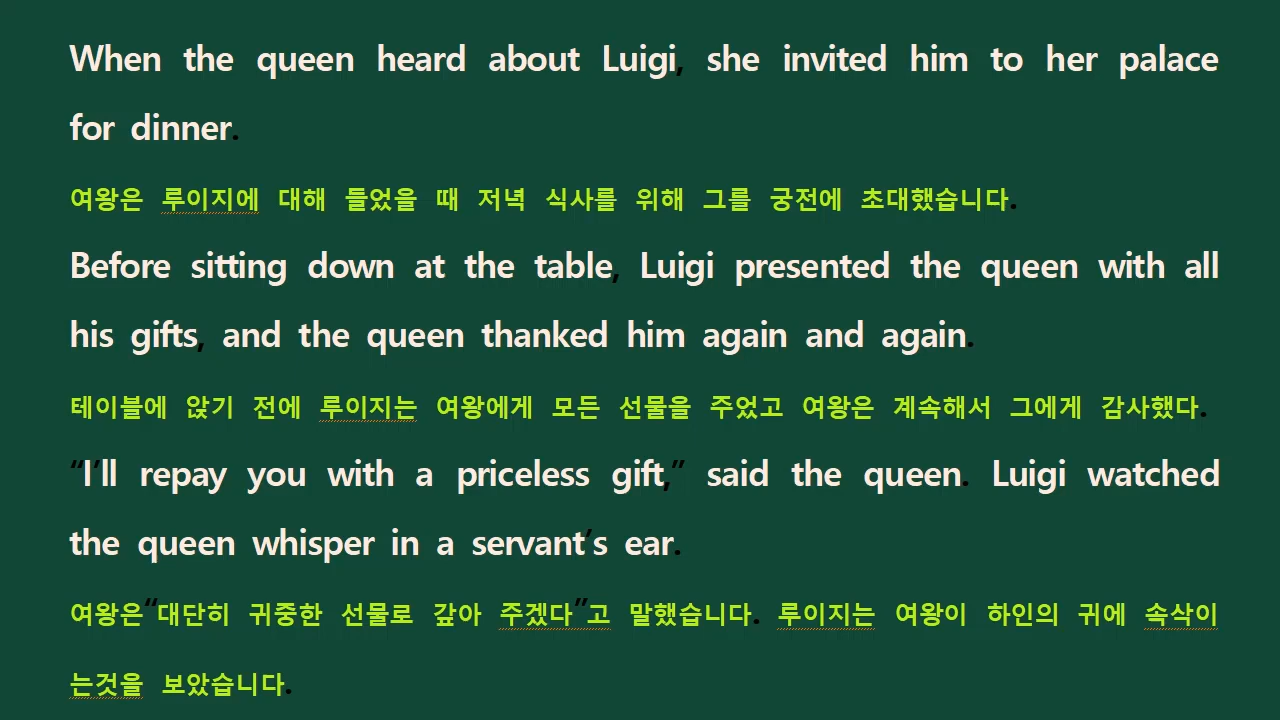 When the queen heard about Luigi, she invited him to her palace
for dinner.
여왕은 루이지에 대해 들었을 때 저녁 식사를 위해 그를 궁전에 초대했습니다.
Before sitting down at the table, Luigi presented the queen with all
his gifts, and the queen thanked him again and again.
테이블에 앉기 전에 루이지는 여왕에게 모든 선물을 주었고 여왕은 계속해서 그에게 감사했다.
“I’ll repay you with a priceless gift,” said the queen. Luigi watched
the queen whisper in a servant’s ear.
여왕은“대단히 귀중한 선물로 갚아 주겠다”고 말했습니다. 루이지는 여왕이 하인의 귀에 속삭이
는것을 보았습니다.